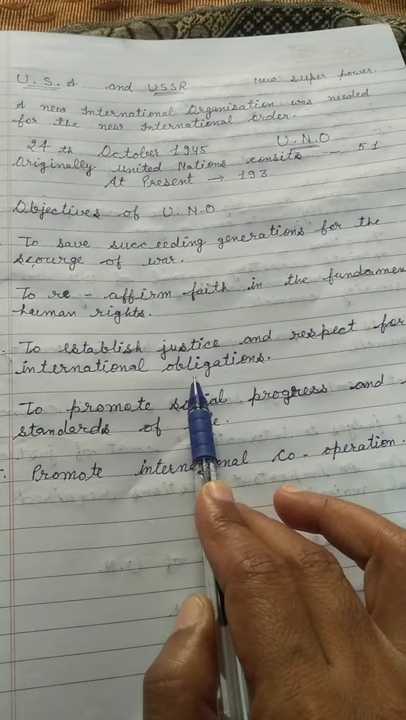 U.S.A and USSR New super power.
A new International Organisation was needed
for the new International order.
24th October 1945 U.N.O
Originally United Nations consits — 51
At Present → 193.
Objectives of U.N.O
To save succeeding generations for the
scourge of war.
To re-affirm faith in the fundamen
human rights.
To establish justice and respect for
international obligations.
To promote social progress and
standards of
Promote international co-operation.